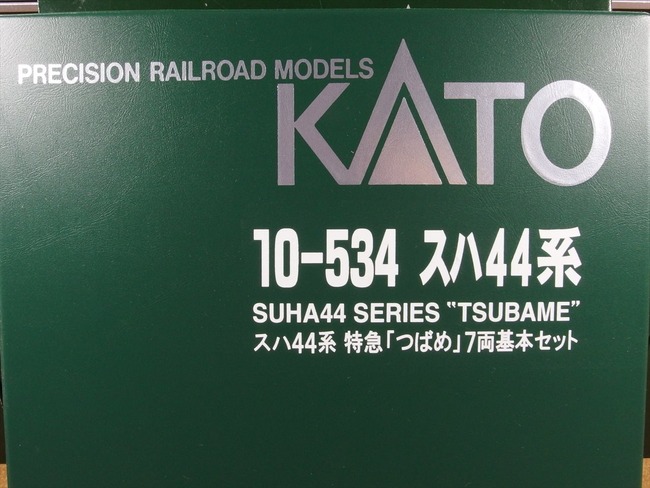 PRECISION RAILROAD MODELS
KATO
10-534 スハ44系
SUHA44 SERIES "TSUBAME"
スハ44系 特急「つばめ」7両基本セット